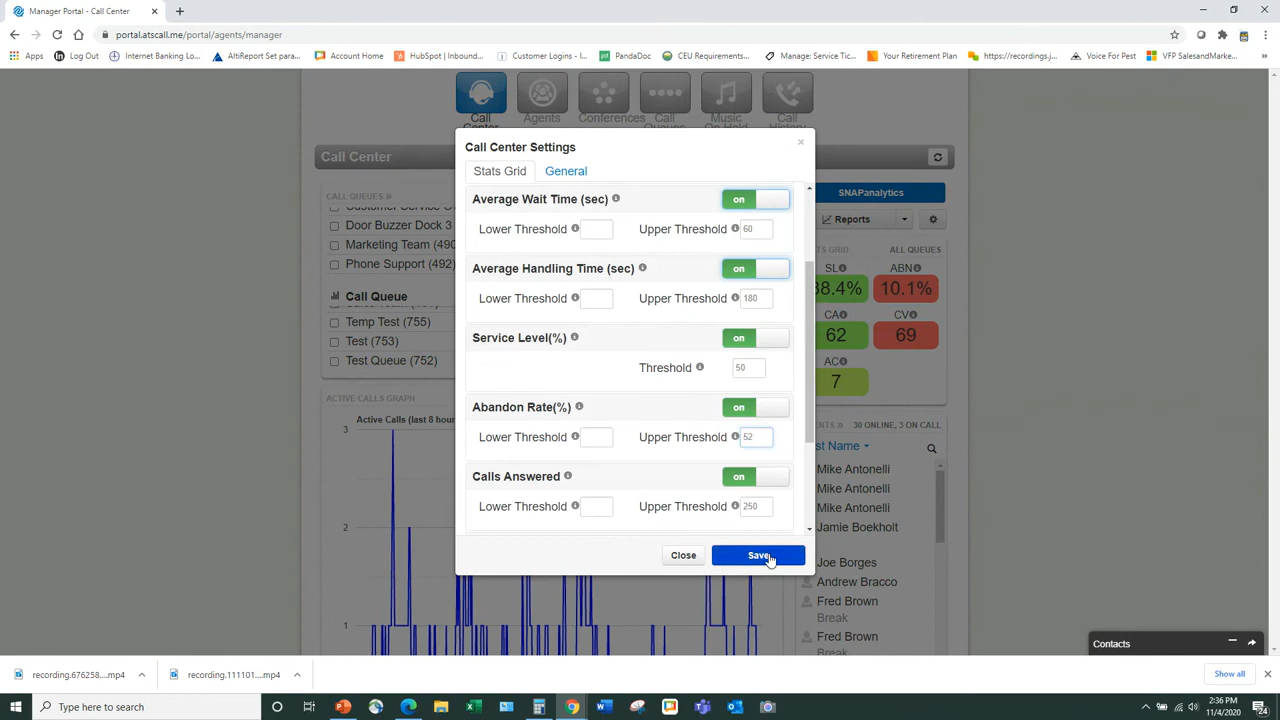 Manager Portal - Call Center
portal.atscall.me/portal/agents/manager
Apps Log Out Internet Banking Lo... AltiReport Set para... Account Home HubSpot | Inbound... Customer Logins - I... PandaDoc CEU Requirements... Manage: Service Tic... Your Retirement Plan https://recordings.j... Voice For Pest VFP SalesandMarke...
Call Center
Agents
Conferences
Call Queues
Music On Hold
Call History
Call Center
CALL QUEUES »
Door Buzzer Dock 3
Marketing Team (490
Phone Support (492)
Call Queue
Temp Test (755)
Test (753)
Test Queue (752)
ACTIVE CALLS GRAPH
Active Calls (last 8 hour
3
2
1
Call Center Settings
×
Stats Grid General
Average Wait Time (sec) on
Lower Threshold Upper Threshold 60
Average Handling Time (sec) on
Lower Threshold Upper Threshold 180
Service Level(%) on
Threshold 50
Abandon Rate(%) on
Lower Threshold Upper Threshold 52
Calls Answered on
Lower Threshold Upper Threshold 250
Close Save
SNAPanalytics
Reports
TS GRID ALL QUEUES
SL ABN
38.4% 10.1%
CA CV
62 69
AC
7
ENTS » 30 ONLINE, 3 ON CALL
st Name
Mike Antonelli
Mike Antonelli
Mike Antonelli
Jamie Boekholt
Joe Borges
Andrew Bracco
Fred Brown
Break
Fred Brown
Break
Contacts
recording.676258....mp4 recording.111101....mp4 Show all
Type here to search
2:36 PM
11/4/2020
24